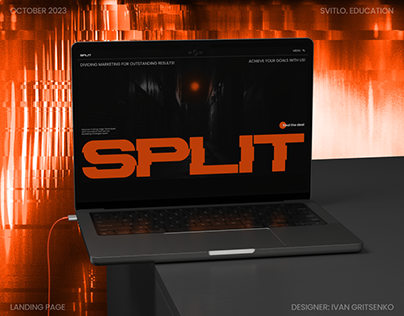 OCTOBER 2023
SVITLO. EDUCATION
SPLIT
MENU
DIVIDING MARKETING FOR OUTSTANDING RESULTS!
ACHIEVE YOUR GOALS WITH US!
SPLIT
LANDING PAGE
DESIGNER: IVAN GRITSENKO